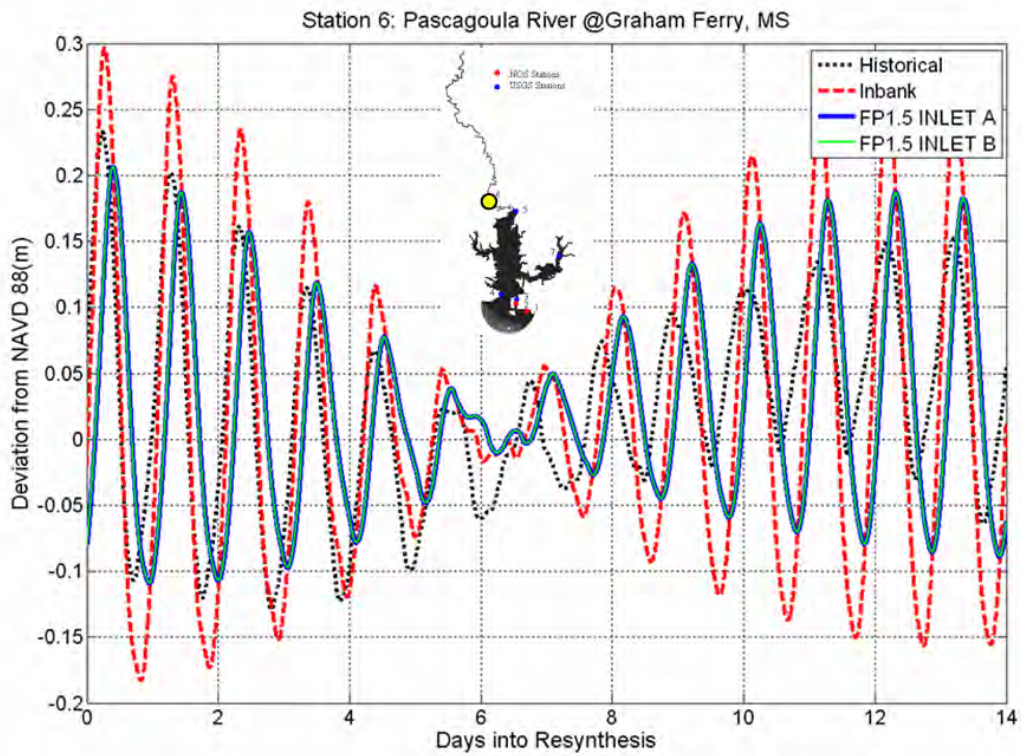 Station 6: Pascagoula River @Graham Ferry, MS
Deviation from NAVD 88(m)
0.3
0.25
0.2
0.15
0.1
0.05
0
-0.05
-0.1
-0.15
-0.2
NOS Stations
USGS Stations
5
Historical
Inbank
FP1.5 INLET A
FP1.5 INLET B
0
2
4
6
8
10
12
14
Days into Resynthesis